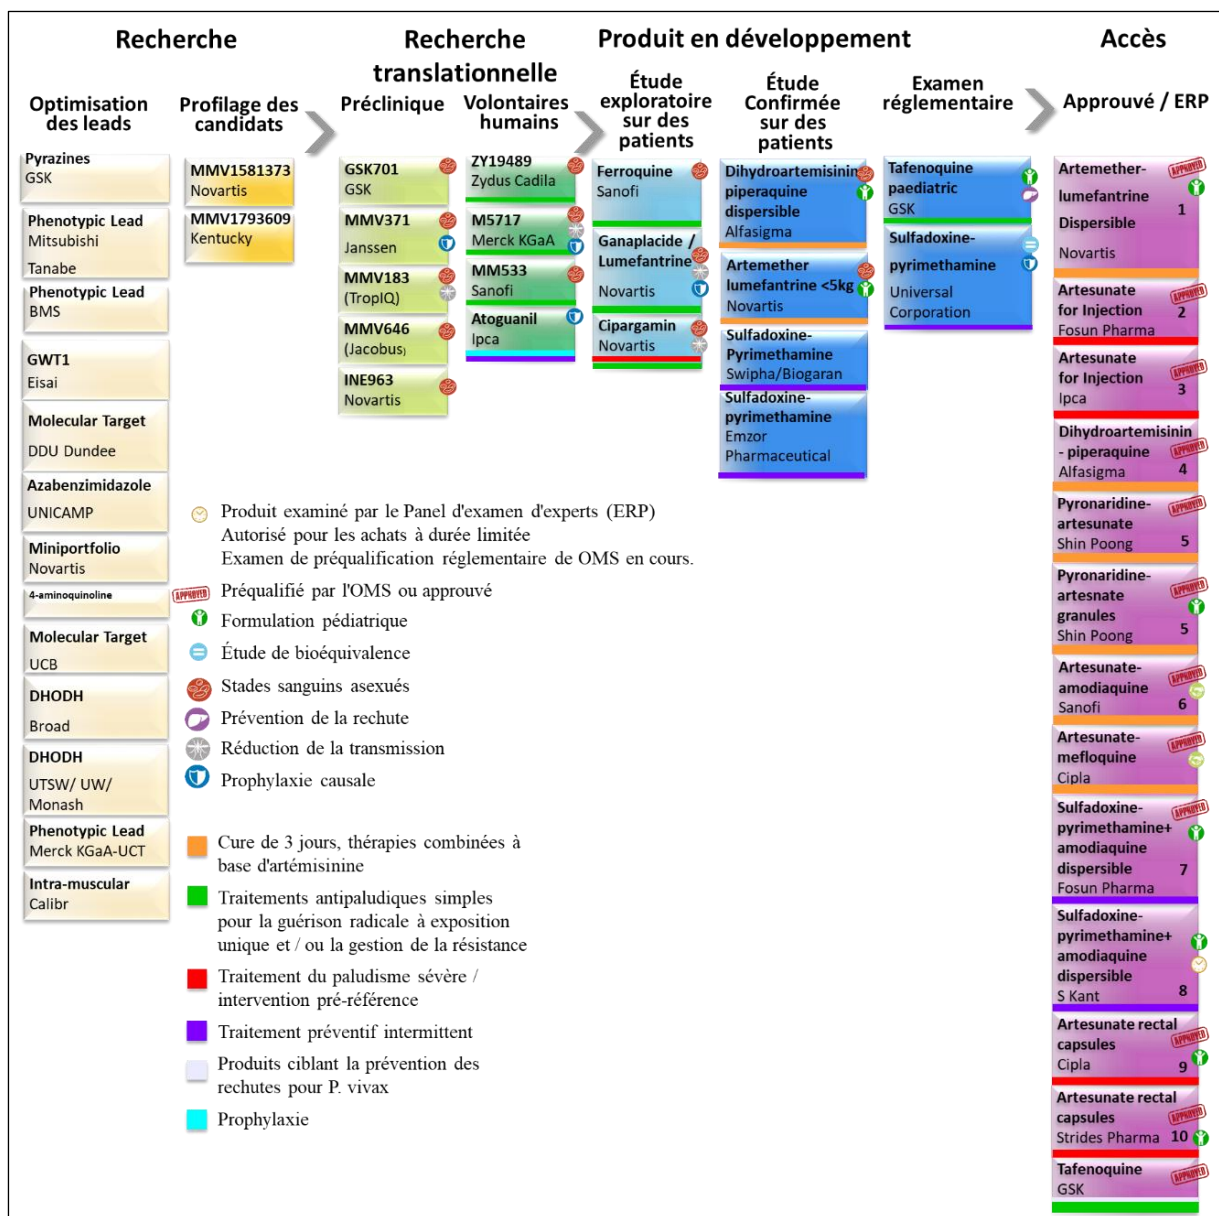 Recherche
Recherche
translationnelle
Produit en développement
Accès
Optimisation
des leads
Profilage des
candidats
Préclinique
Volontaires
humains
Étude
exploratoire
sur des
patients
Étude
Confirmée
sur des
patients
Examen
réglementaire
Approuvé / ERP
Pyrazines
GSK
Phenotypic Lead
Mitsubishi
Tanabe
Phenotypic Lead
BMS
GWT1
Eisai
Molecular Target
DDU Dundee
Azabenzimidazole
UNICAMP
Miniportfolio
Novartis
4-aminoquinoline
Molecular Target
UCB
DHODH
Broad
DHODH
UTSW/ UW/
Monash
Phenotypic Lead
Merck KGaA-UCT
Intra-muscular
Calibr
MMV1581373
Novartis
MMV1793609
Kentucky
GSK701
GSK
MMV371
Janssen
MMV183
(TropIQ)
MMV646
(Jacobus)
INE963
Novartis
ZY19489
Zydus Cadila
M5717
Merck KGaA
MM533
Sanofi
Atoguanil
Ipca
Ferroquine
Sanofi
Ganaplacide /
Lumefantrine
Novartis
Cipargamin
Novartis
Dihydroartemisinin
piperaquine
dispersible
Alfasigma
Artemether
lumefantrine <5kg
Novartis
Sulfadoxine-
Pyrimethamine
Swipha/Biogaran
Sulfadoxine-
pyrimethamine
Emzor
Pharmaceutical
Tafenoquine
paediatric
GSK
Sulfadoxine-
pyrimethamine
Universal
Corporation
Artemether-
lumefantrine
Dispersible
Novartis
APPROVED
1
Artesunate
for Injection
Fosun Pharma
APPROVED
2
Artesunate
for Injection
Ipca
APPROVED
3
Dihydroartemisinin
- piperaquine
Alfasigma
APPROVED
4
Pyronaridine-
artesunate
Shin Poong
APPROVED
5
Pyronaridine-
artesnate
granules
Shin Poong
APPROVED
5
Artesunate-
amodiaquine
Sanofi
APPROVED
6
Artesunate-
mefloquine
Cipla
APPROVED
Sulfadoxine-
pyrimethamine+
amodiaquine
dispersible
Fosun Pharma
APPROVED
7
Sulfadoxine-
pyrimethamine+
amodiaquine
dispersible
S Kant
8
Artesunate rectal
capsules
Cipla
APPROVED
9
Artesunate rectal
capsules
Strides Pharma
APPROVED
10
Tafenoquine
GSK
APPROVED
Produit examiné par le Panel d'examen d'experts (ERP)
Autorisé pour les achats à durée limitée
Examen de préqualification réglementaire de OMS en cours.
APPROVED
Préqualifié par l'OMS ou approuvé
Formulation pédiatrique
Étude de bioéquivalence
Stades sanguins asexués
Prévention de la rechute
Réduction de la transmission
Prophylaxie causale
Cure de 3 jours, thérapies combinées à
base d'artémisinine
Traitements antipaludiques simples
pour la guérison radicale à exposition
unique et / ou la gestion de la résistance
Traitement du paludisme sévère /
intervention pré-référence
Traitement préventif intermittent
Produits ciblant la prévention des
rechutes pour P. vivax
Prophylaxie